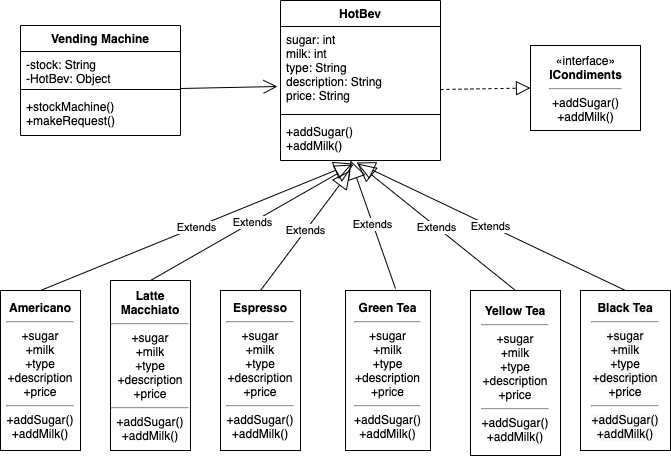 Vending Machine
-stock: String
-HotBev: Object
+stockMachine()
+makeRequest()
HotBev
sugar: int
milk: int
type: String
description: String
price: String
+addSugar()
+addMilk()
«interface»
ICondiments
+addSugar()
+addMilk()
Extends
Extends
Extends
Extends
Extends
Extends
Americano
+sugar
+milk
+type
+description
+price
+addSugar()
+addMilk()
Latte
Macchiato
+sugar
+milk
+type
+description
+price
+addSugar()
+addMilk()
Espresso
+sugar
+milk
+type
+description
+price
+addSugar()
+addMilk()
Green Tea
+sugar
+milk
+type
+description
+price
+addSugar()
+addMilk()
Yellow Tea
+sugar
+milk
+type
+description
+price
+addSugar()
+addMilk()
Black Tea
+sugar
+milk
+type
+description
+price
+addSugar()
+addMilk()